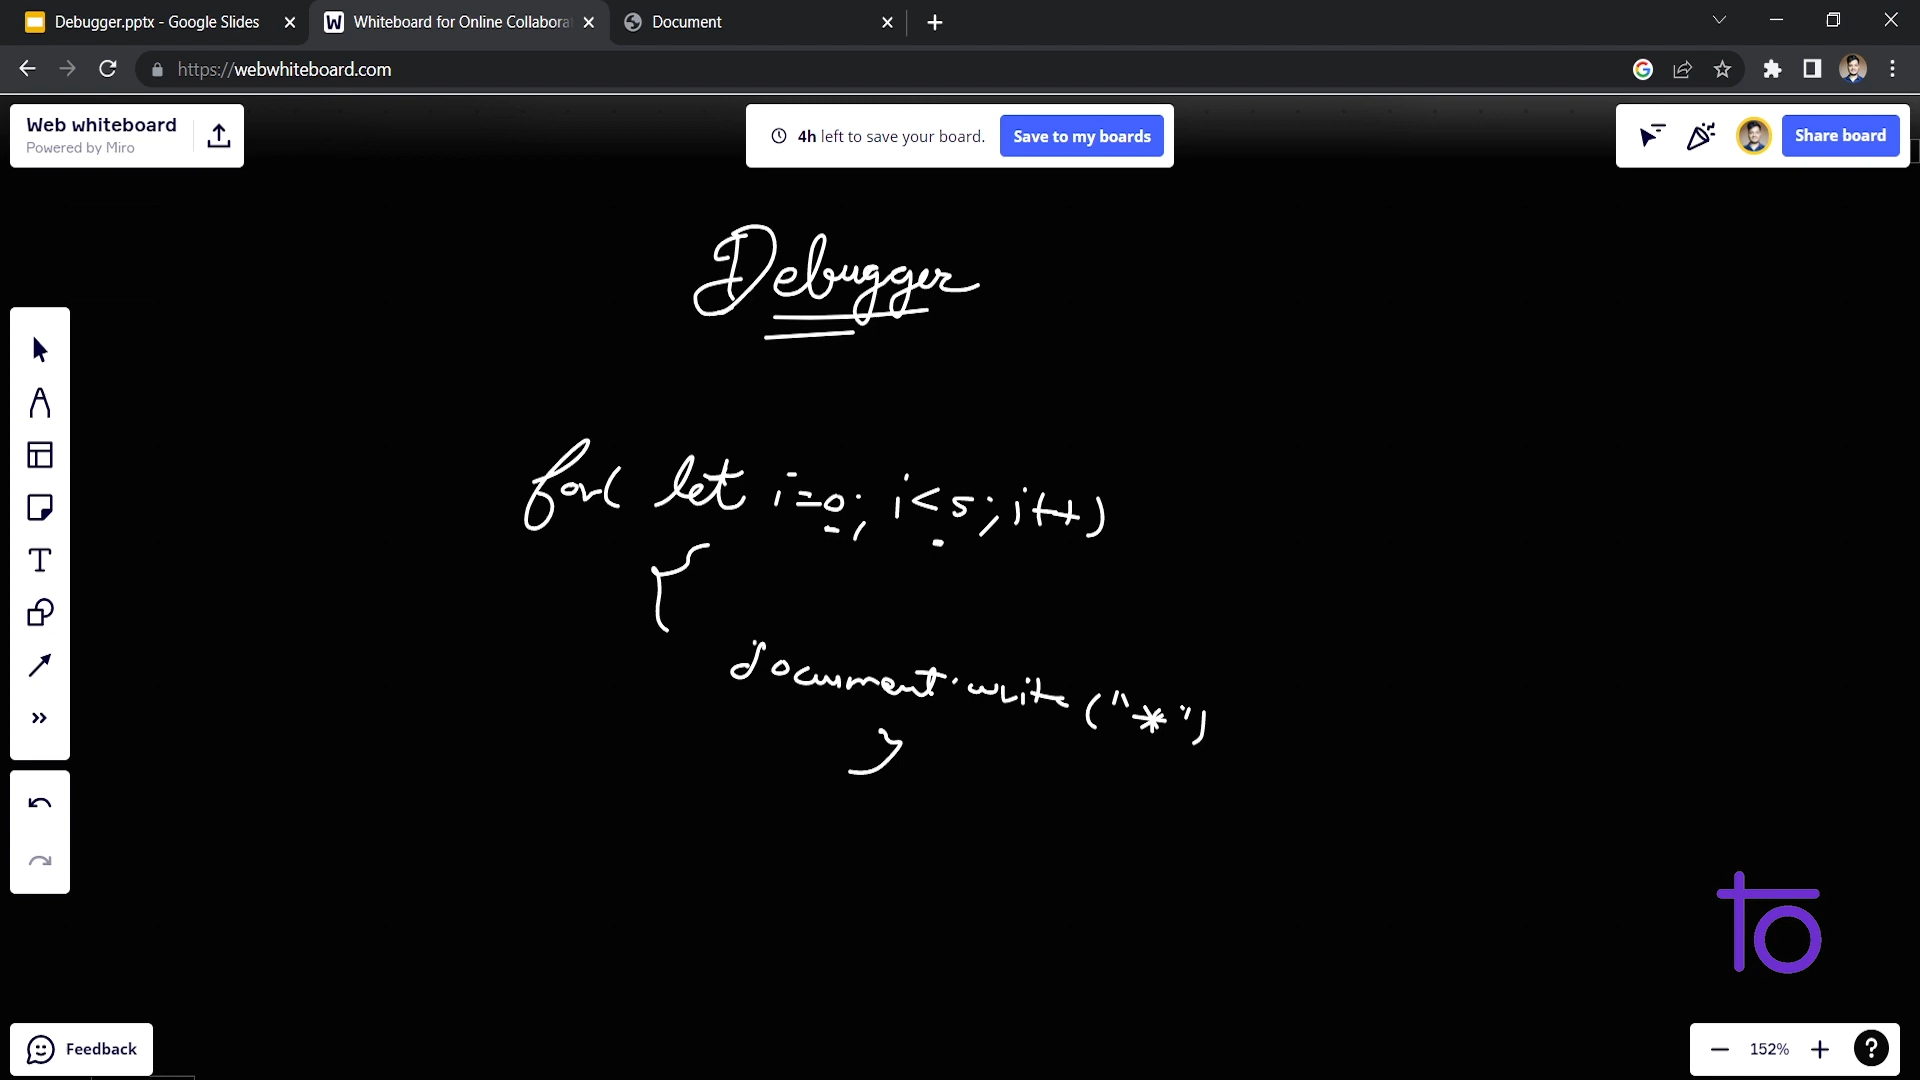 Debugger.pptx - Google Slides
Whiteboard for Online Collabora
Document
https://webwhiteboard.com
Web whiteboard
Powered by Miro
4h left to save your board.
Save to my boards
Share board
Debugger
for( let i=0; i<5; i++)
{
document.write("*")
}
to
Feedback
152%